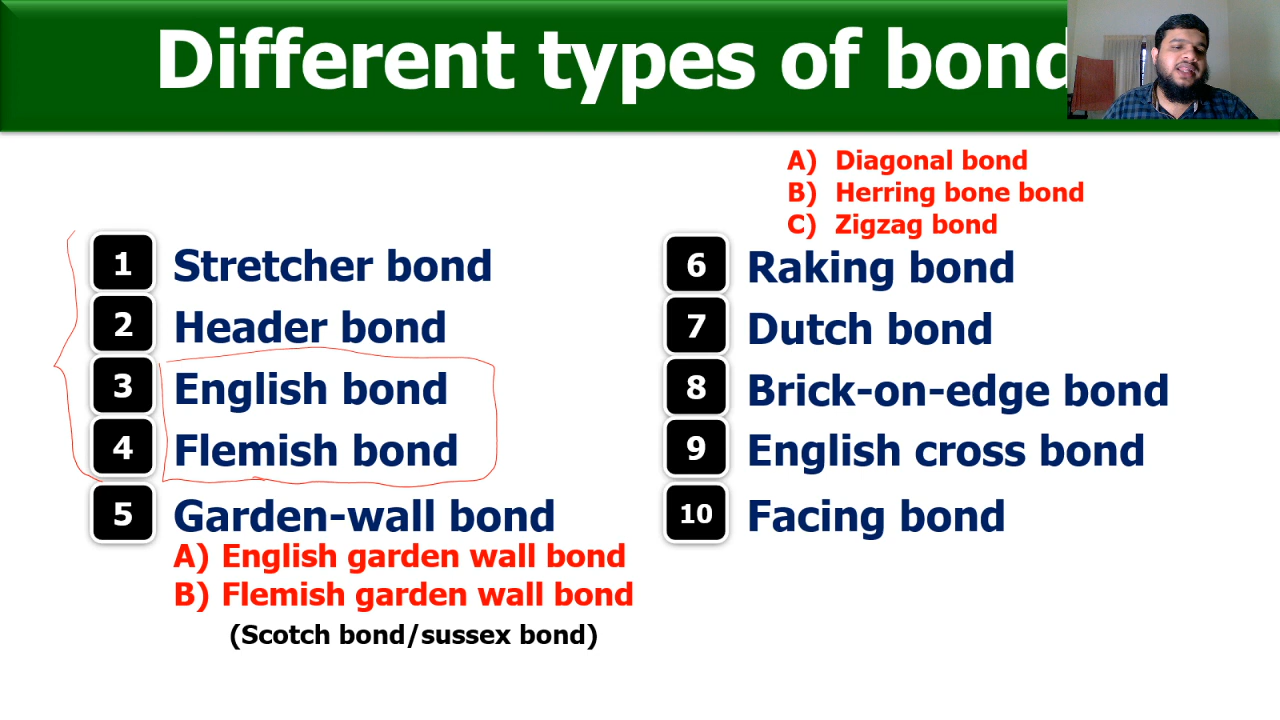 Different types of bond
A) Diagonal bond
B) Herring bone bond
C) Zigzag bond
1 Stretcher bond
2 Header bond
3 English bond
4 Flemish bond
5 Garden-wall bond
A) English garden wall bond
B) Flemish garden wall bond
(Scotch bond/sussex bond)
6 Raking bond
7 Dutch bond
8 Brick-on-edge bond
9 English cross bond
10 Facing bond